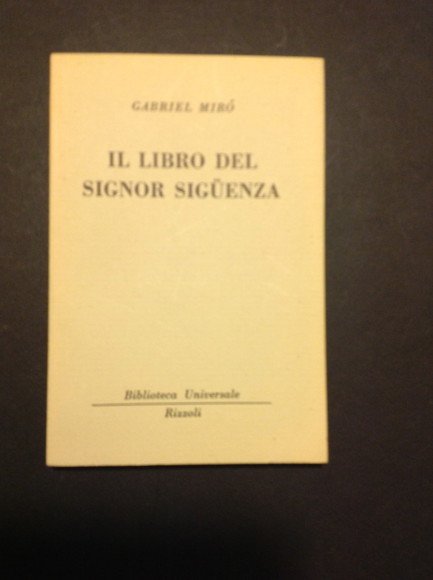 GABRIEL MIRÓ
IL LIBRO DEL
SIGNOR SIGÜENZA
Biblioteca Universale
Rizzoli